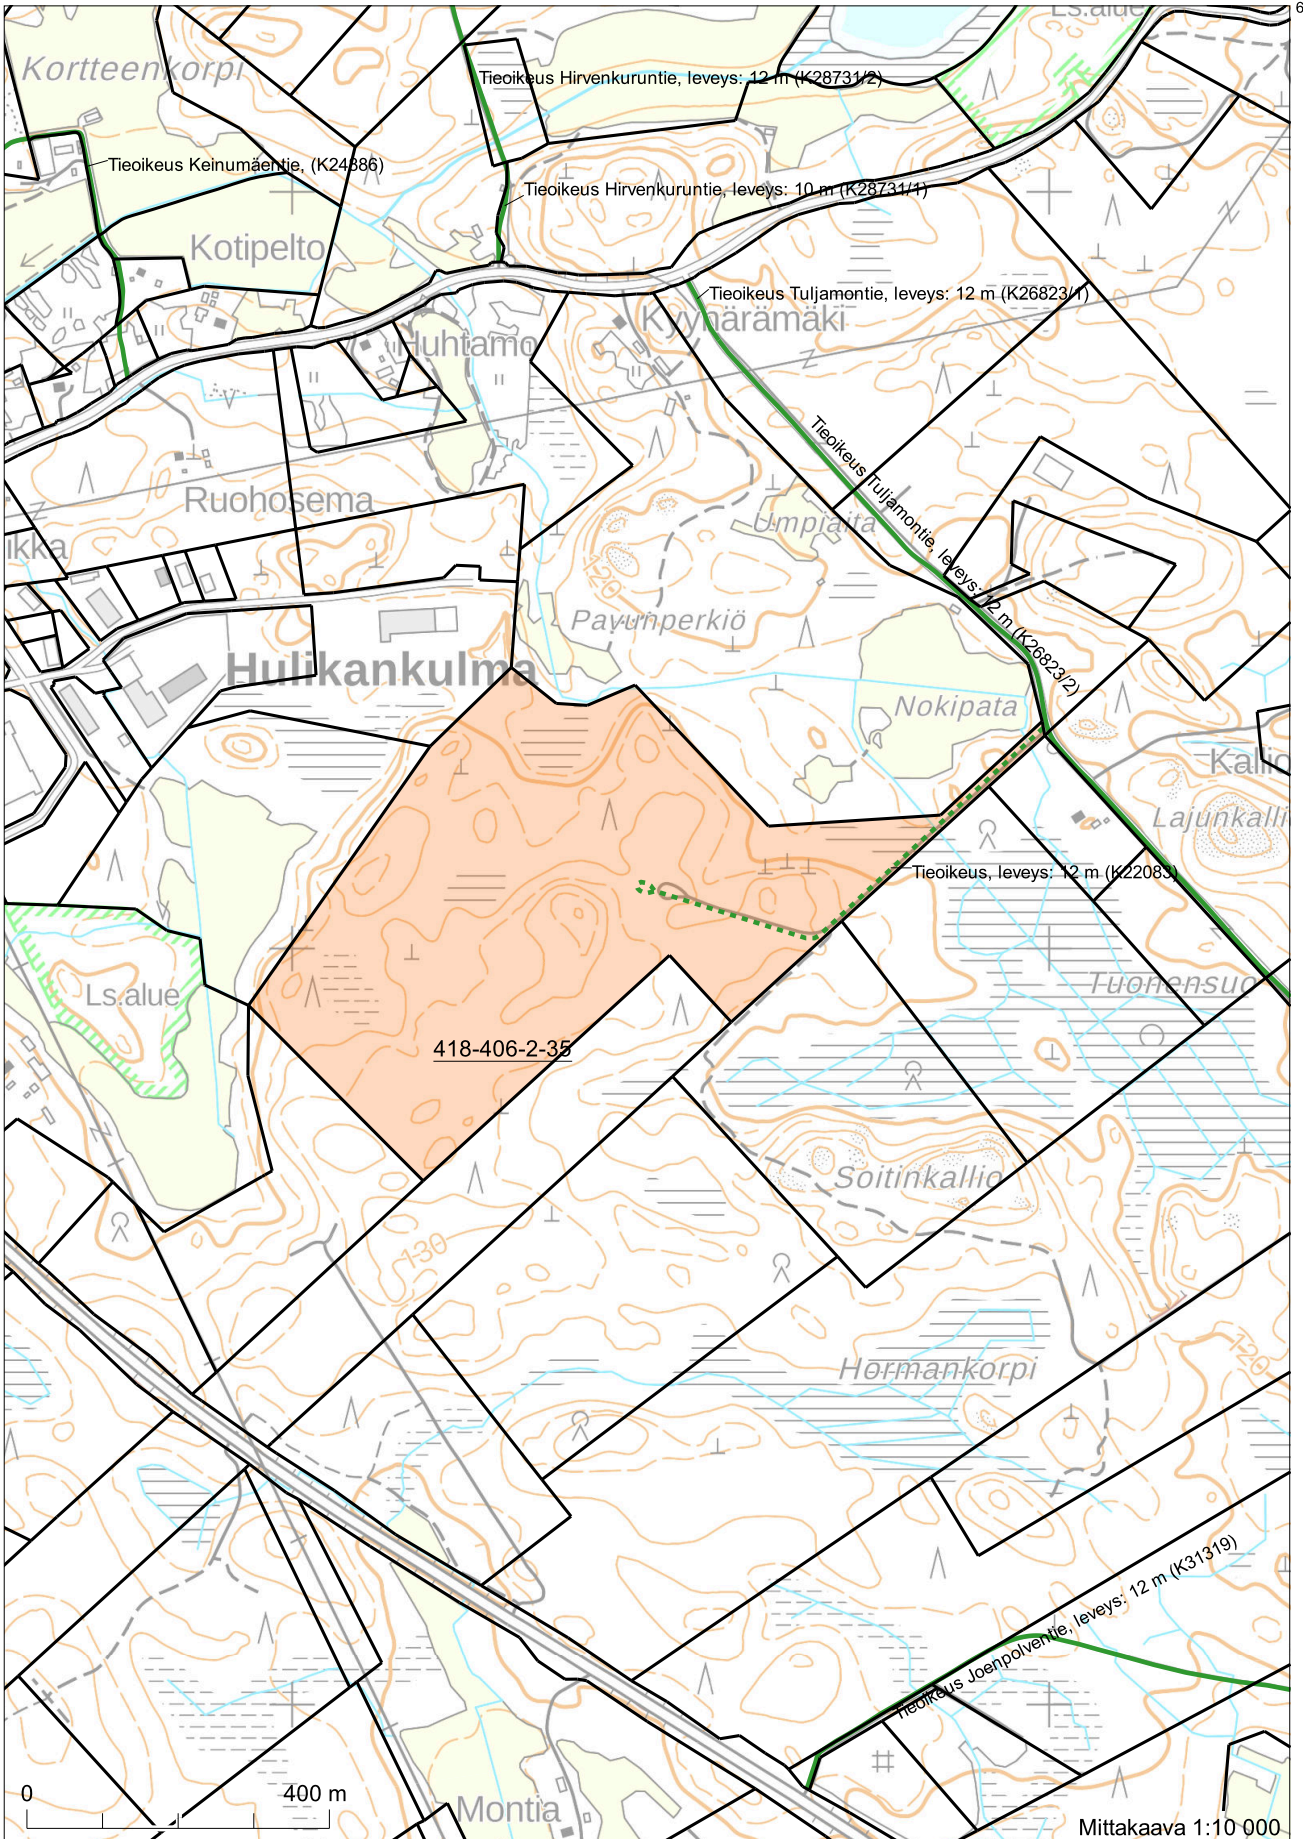 6
Ls.alue
Kortteenkorpi
Tieoikeus Hirvenkuruntie, leveys: 12 m (K28731/2)
Tieoikeus Keinumäentie, (K24386)
Tieoikeus Hirvenkuruntie, leveys: 10 m (K28731/1)
Kotipelto
Tieoikeus Tuljamontie, leveys: 12 m (K26823/1)
Kyynärämäki
Huhtamo
Tieoikeus Tuljamontie, leveys: 12 m (K26823/2)
Ruohosema
Umpiaita
ikka
120
Pavunperkiö
Hulikankulma
Nokipata
Kallio
Lajunkalli
Tieoikeus, leveys: 12 m (K22083)
Tuonensuo
Ls.alue
418-406-2-35
Soitinkallio
130
Hormankorpi
120
Tieoikeus Joenpolventie, leveys: 12 m (K31319)
0
400 m
Montia
Mittakaava 1:10 000